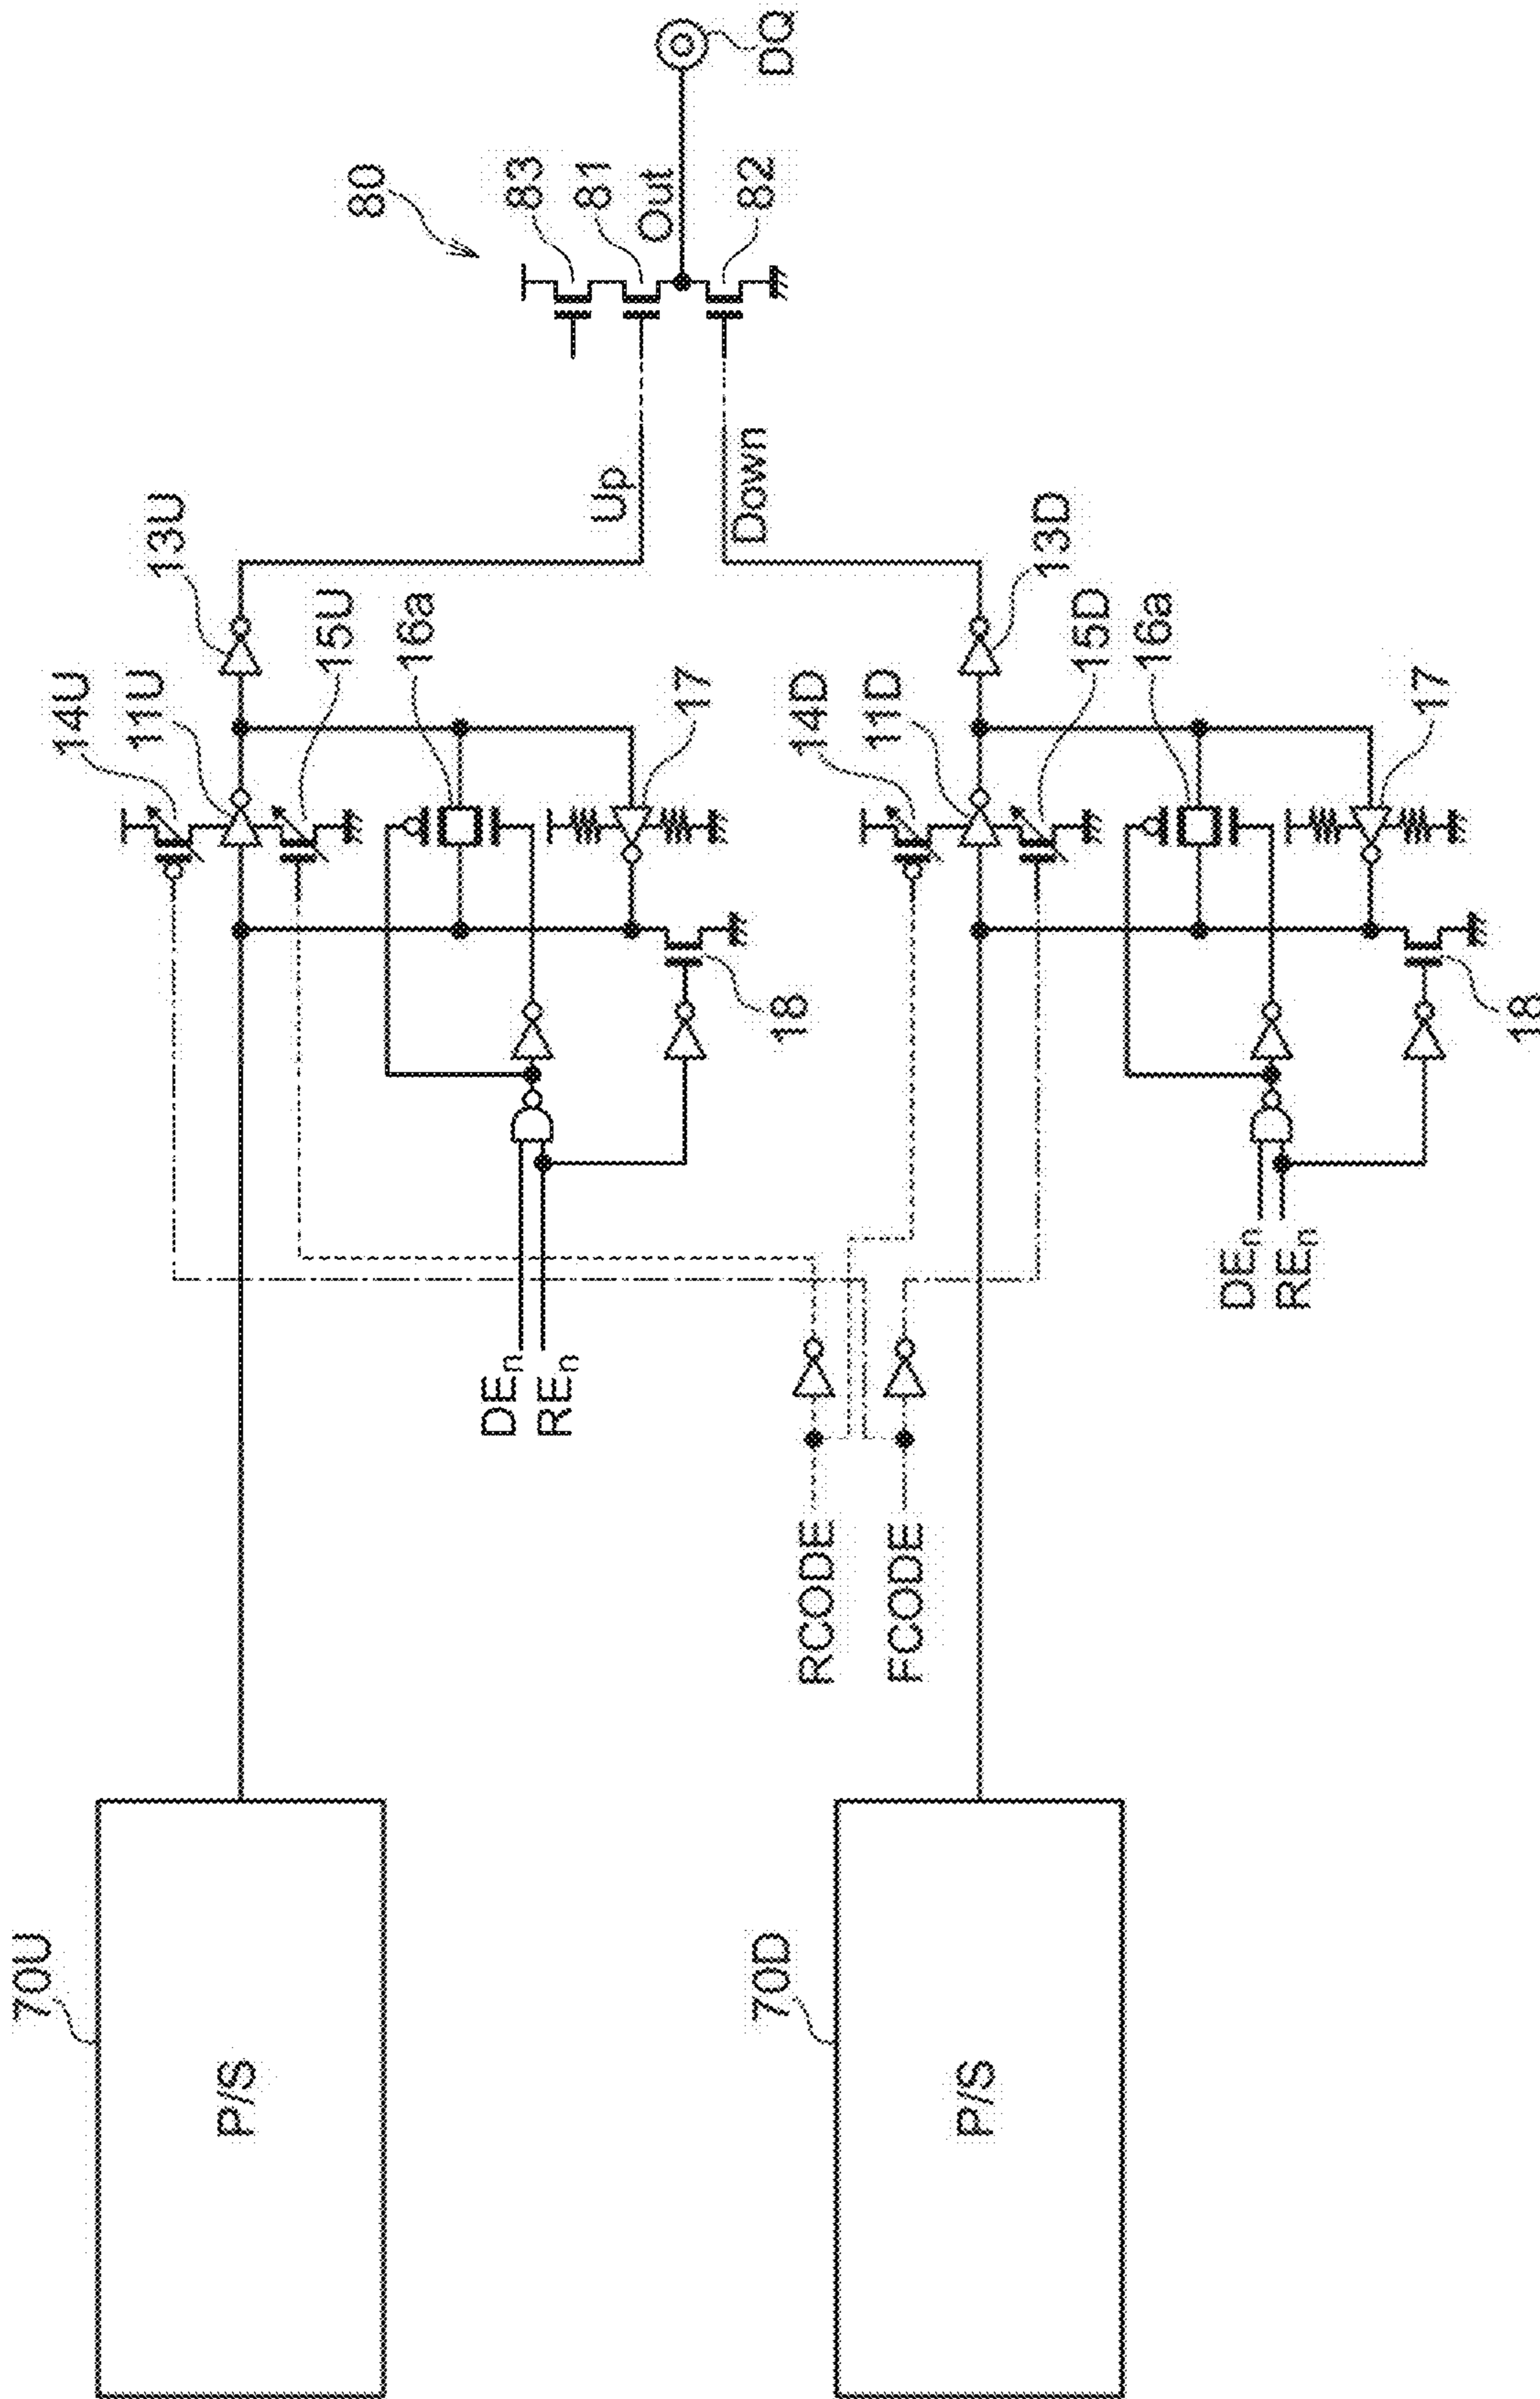 80
83
81
Out
82
DQ
Up
Down
13U
14U
11U
15U
16a
17
18
DEn
REn
13D
14D
11D
15D
16a
17
18
DEn
REn
RCODE
FCODE
70U
P/S
70D
P/S